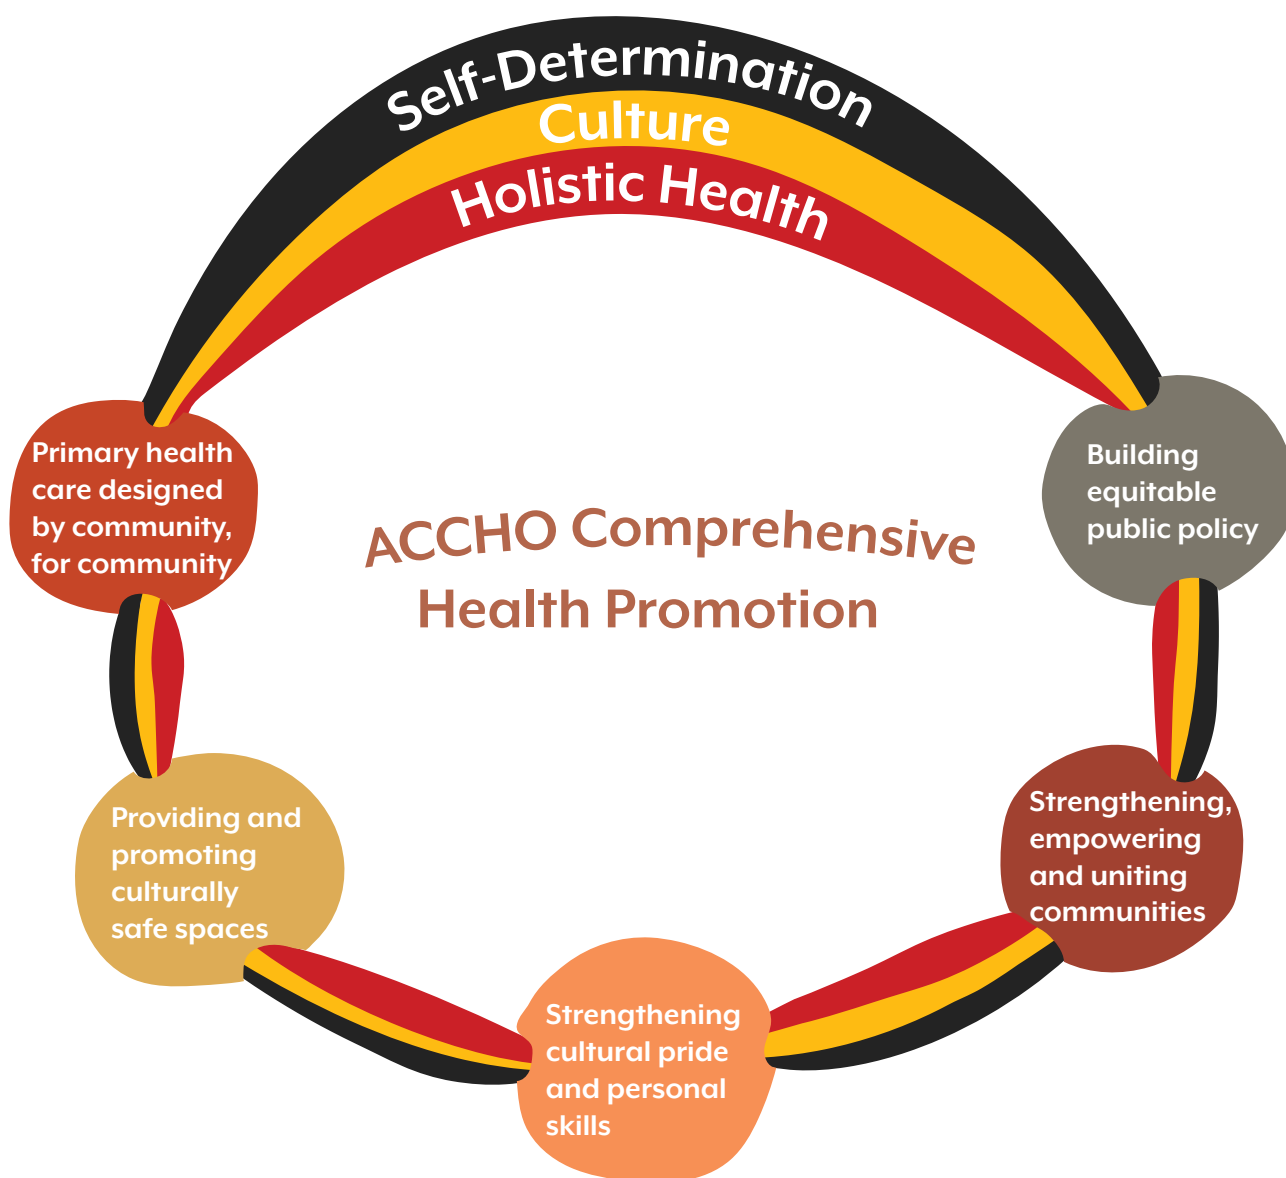 Self-Determination
Culture
Holistic Health
Primary health
care designed
by community,
for community
Building
equitable
public policy
ACCHO Comprehensive
Health Promotion
Providing and
promoting
culturally
safe spaces
Strengthening,
empowering
and uniting
communities
Strengthening
cultural pride
and personal
skills